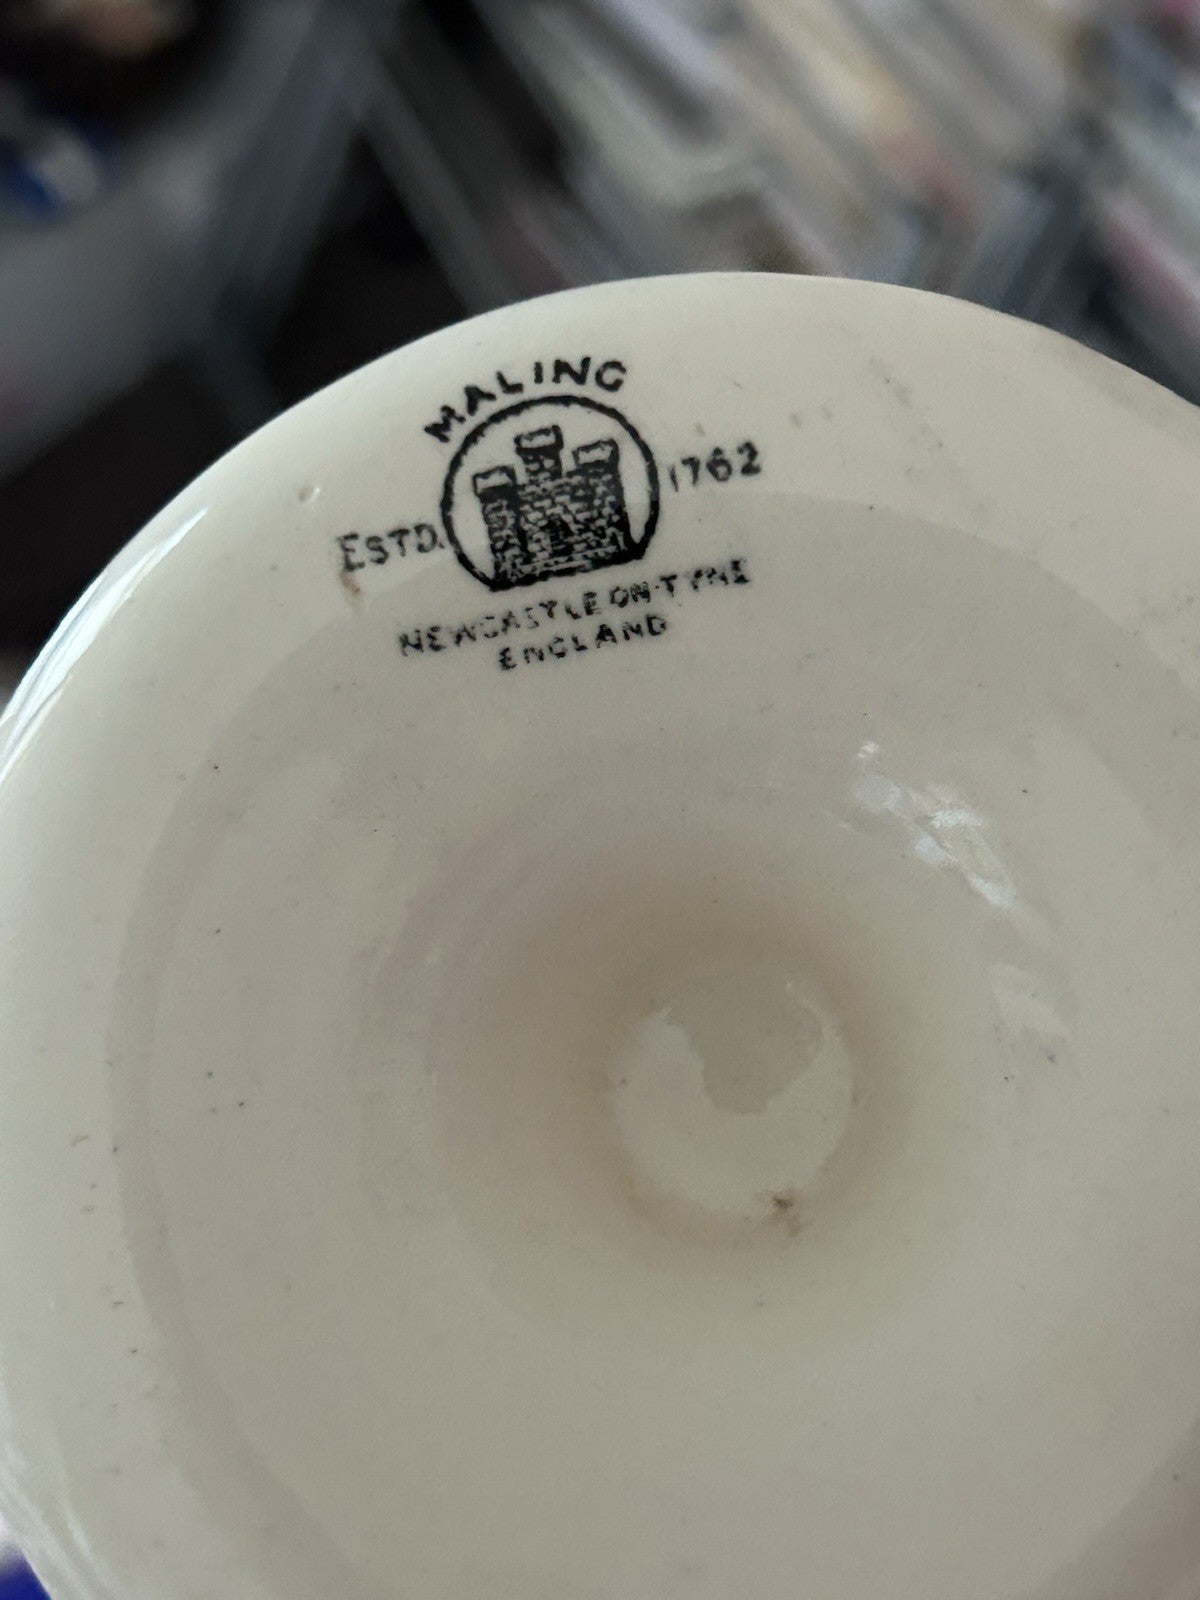 MALING
ESTD. 1762
NEWCASTLE ON-TYNE
ENGLAND